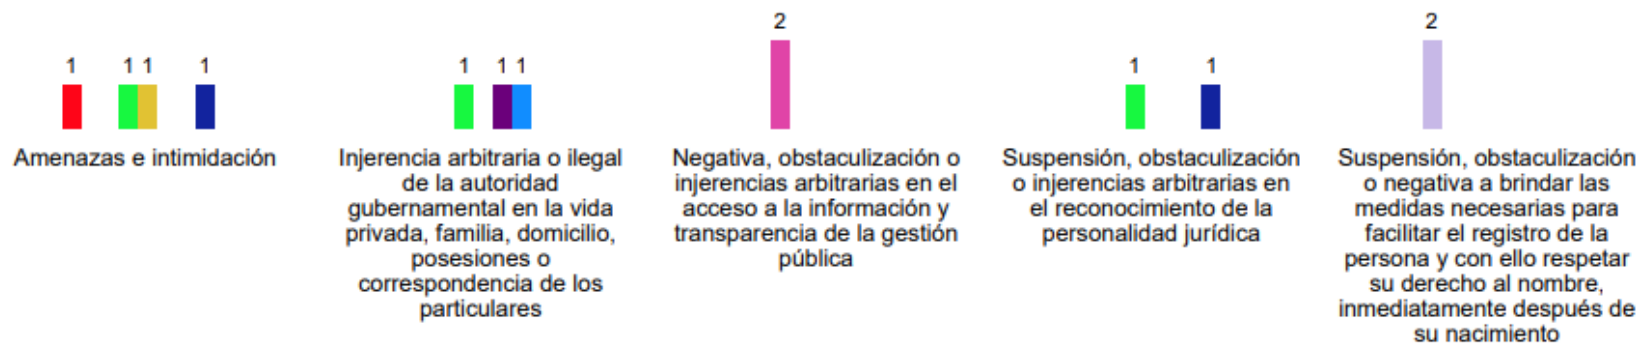 2
2
1
1 1
1
1
1 1
1
1
Amenazas e intimidación
Injerencia arbitraria o ilegal
de la autoridad
gubernamental en la vida
privada, familia, domicilio,
posesiones o
correspondencia de los
particulares
Negativa, obstaculización o
injerencias arbitrarias en el
acceso a la información y
transparencia de la gestión
pública
Suspensión, obstaculización
o injerencias arbitrarias en
el reconocimiento de la
personalidad jurídica
Suspensión, obstaculización
o negativa a brindar las
medidas necesarias para
facilitar el registro de la
persona y con ello respetar
su derecho al nombre,
inmediatamente después de
su nacimiento